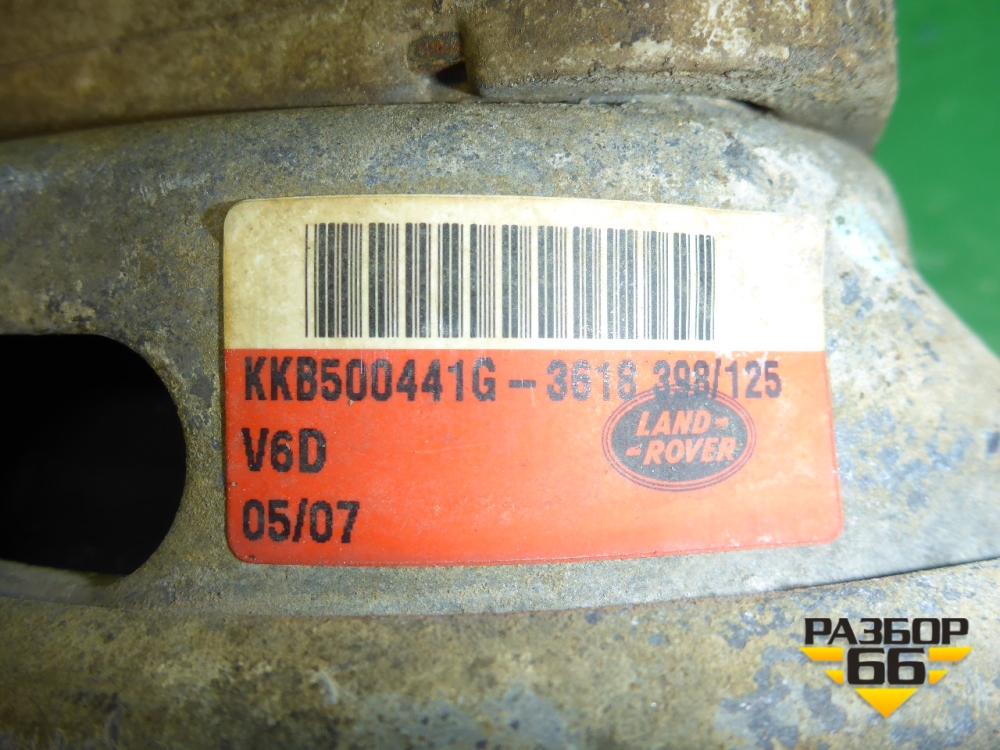 KKB500441G - 3618 398/125
LAND-
-ROVER
V6D
05/07
РАЗБОР
66